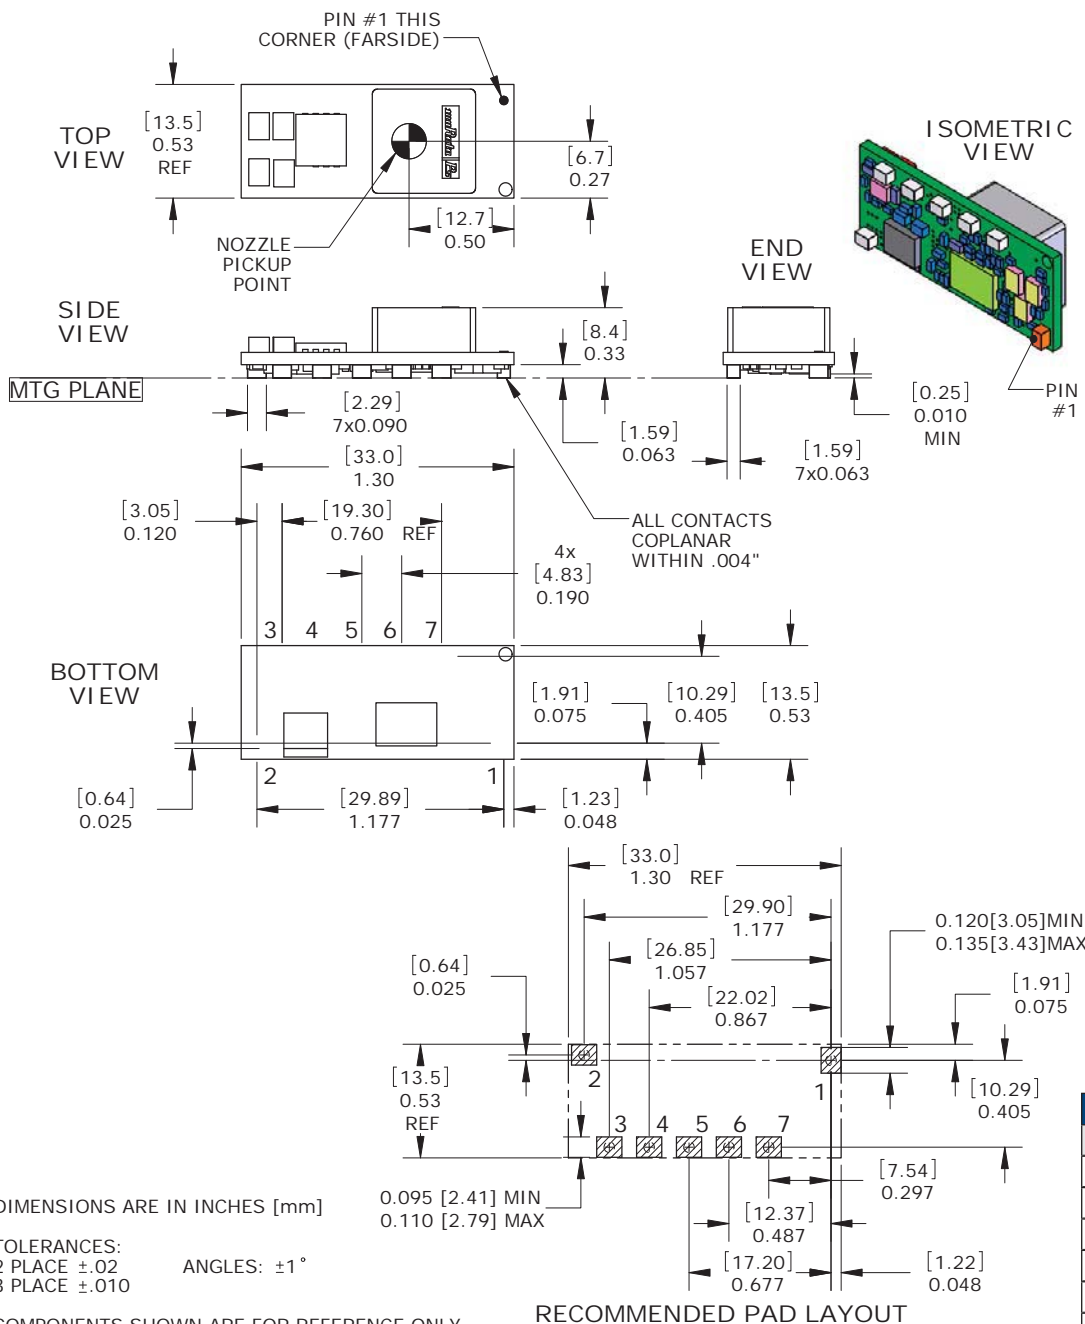 PIN #1 THIS
CORNER (FARSIDE)
TOP
VIEW
[13.5]
0.53
REF
muRata Ps
[6.7]
0.27
[12.7]
0.50
NOZZLE
PICKUP
POINT
ISOMETRIC
VIEW
PIN
#1
END
VIEW
SIDE
VIEW
[8.4]
0.33
MTG PLANE
[2.29]
7x0.090
[1.59]
0.063
[0.25]
0.010
MIN
[1.59]
7x0.063
[33.0]
1.30
[3.05]
0.120
[19.30]
0.760 REF
ALL CONTACTS
COPLANAR
WITHIN .004"
4x
[4.83]
0.190
3 4 5 6 7
BOTTOM
VIEW
[1.91]
0.075
[10.29]
0.405
[13.5]
0.53
2 1
[0.64]
0.025
[29.89]
1.177
[1.23]
0.048
[33.0]
1.30 REF
[29.90]
1.177
0.120[3.05]MIN
0.135[3.43]MAX
[26.85]
1.057
[0.64]
0.025
[22.02]
0.867
[1.91]
0.075
[13.5]
0.53
REF
2 1
[10.29]
0.405
3 4 5 6 7
0.095 [2.41] MIN
0.110 [2.79] MAX
[7.54]
0.297
[12.37]
0.487
[17.20]
0.677
[1.22]
0.048
DIMENSIONS ARE IN INCHES [mm]
TOLERANCES:
2 PLACE ±.02 ANGLES: ±1°
3 PLACE ±.010
COMPONENTS SHOWN ARE FOR REFERENCE ONLY
RECOMMENDED PAD LAYOUT